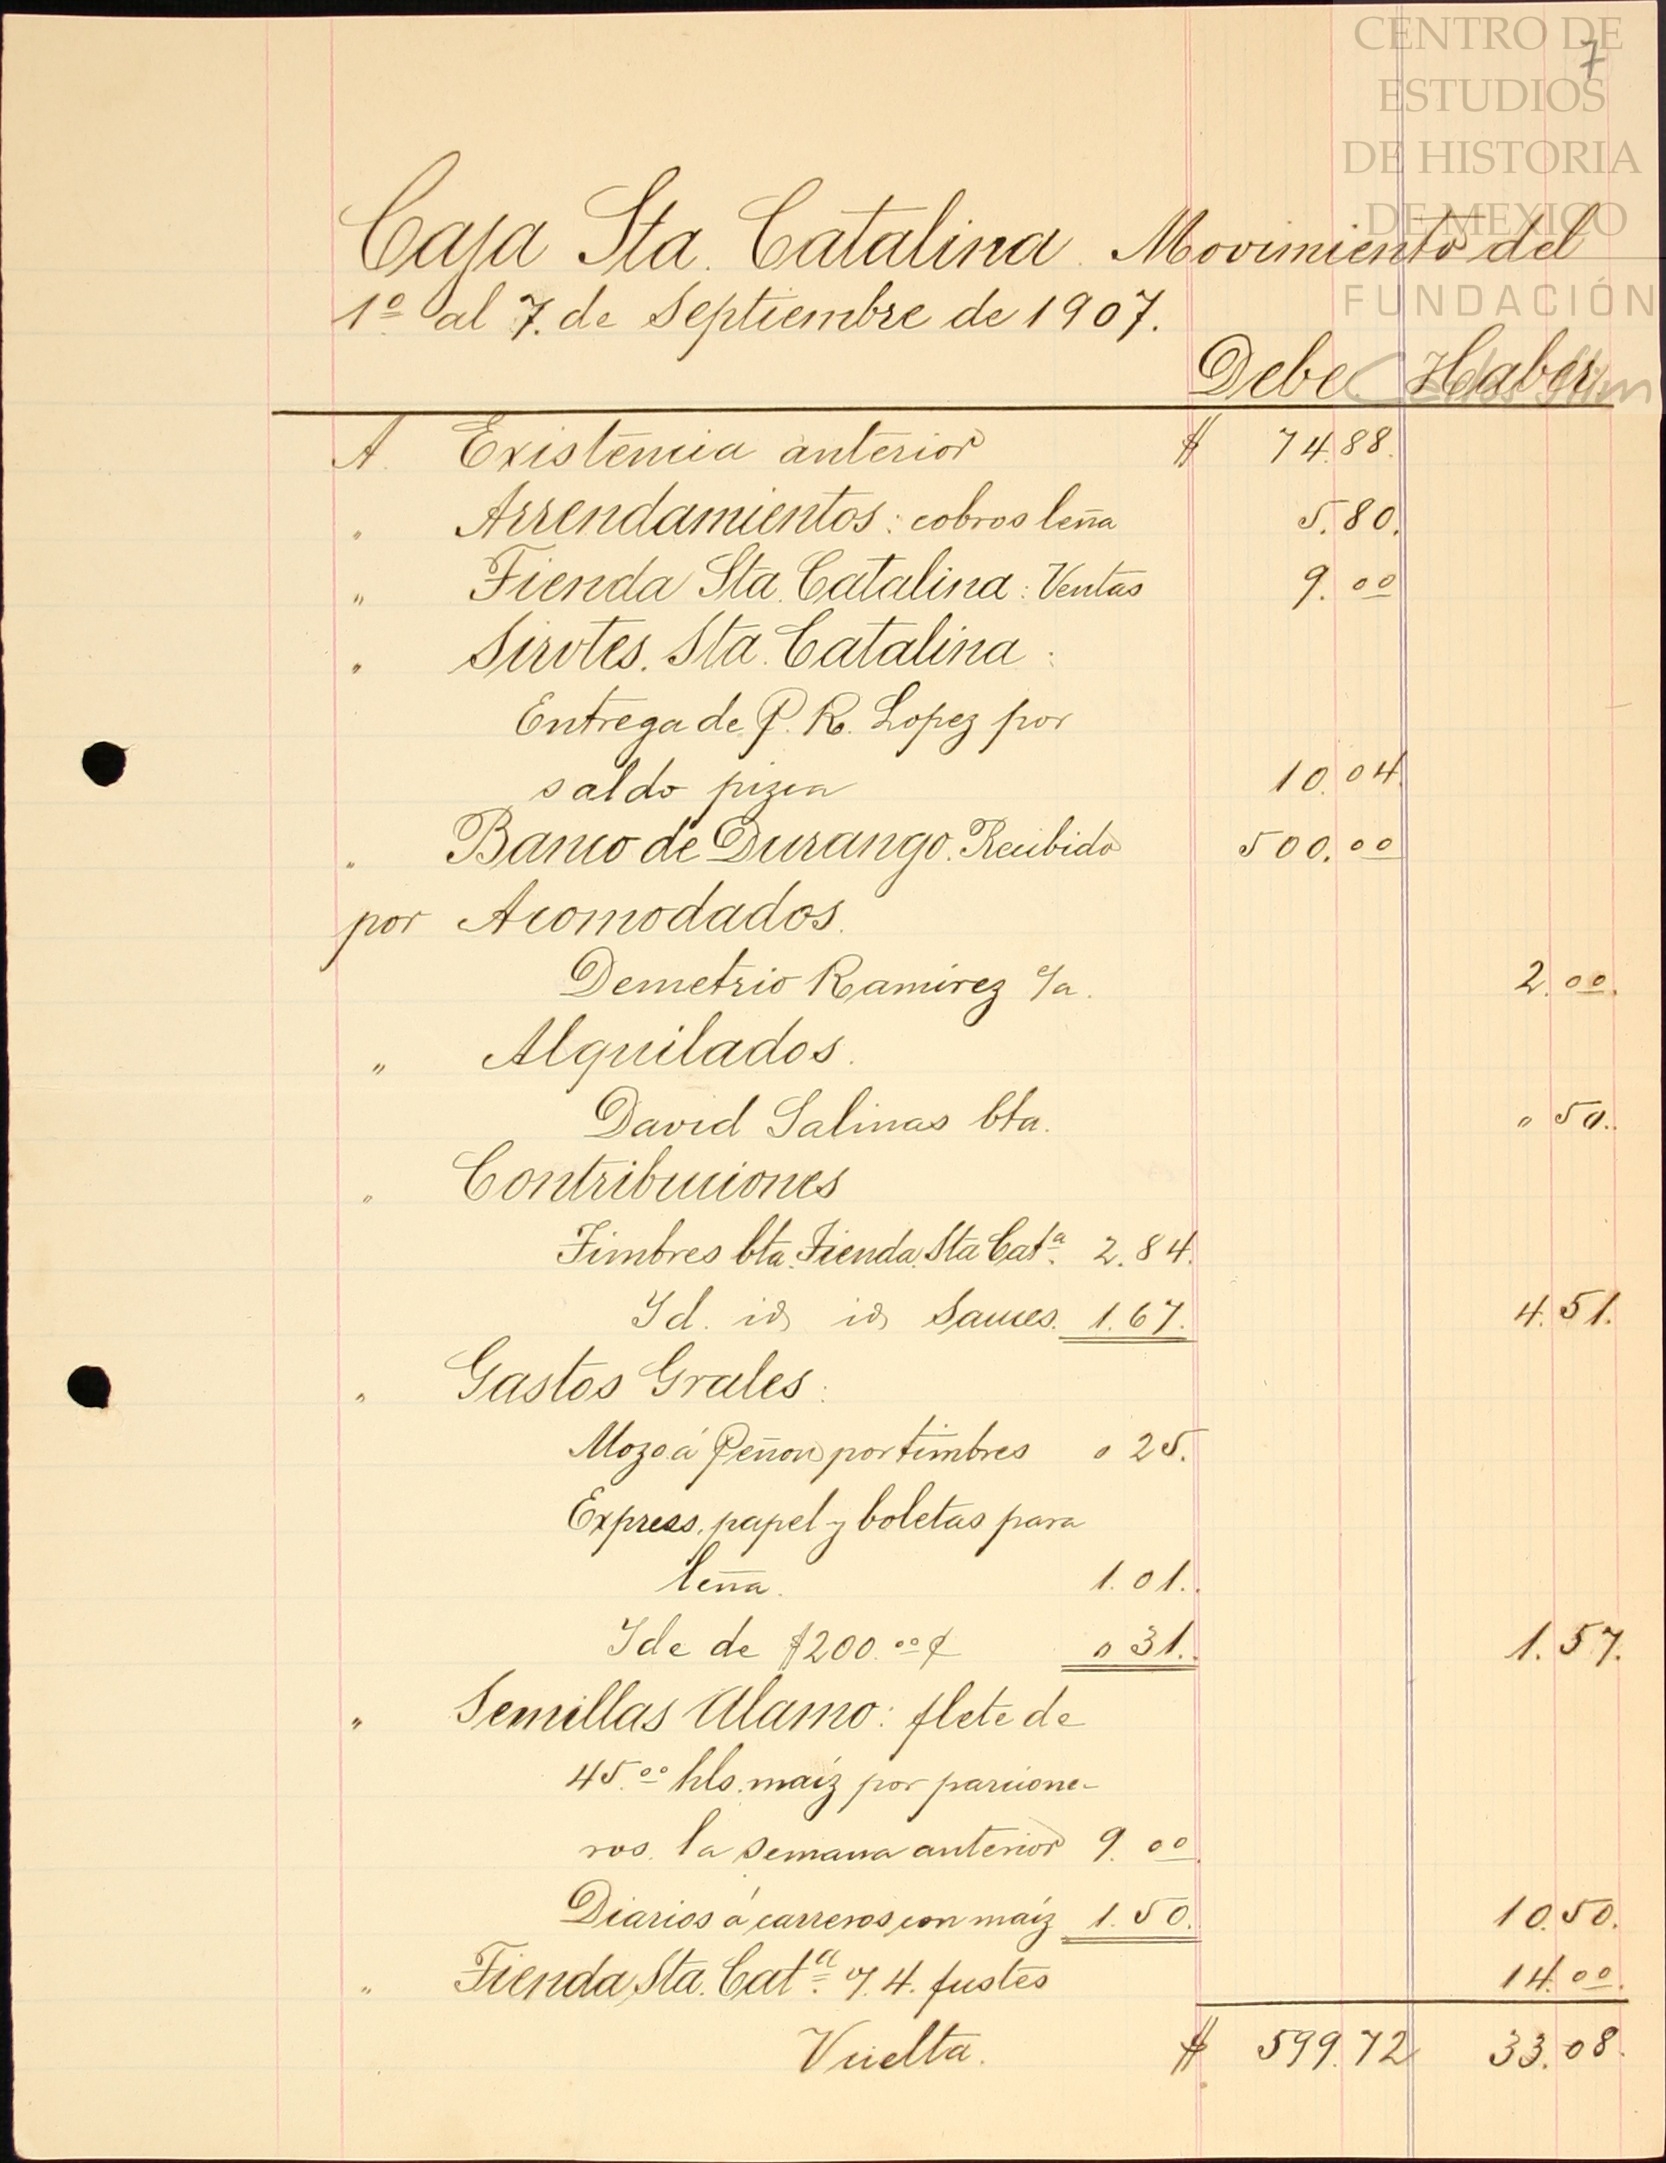 CENTRO DE
ESTUDIOS
DE HISTORIA
DE MEXICO
FUNDACIÓN
Carlos Slim
7
Caja Sta. Catalina. Movimiento del
1º al 7. de Septiembre de 1907.
Debe Haber
A. Existencia anterior $ 74.88.
" Arrendamientos: cobros leña 5.80.
" Tienda Sta. Catalina: Ventas 9.00
" Sirvtes. Sta. Catalina:
Entrega de P. R. Lopez por
saldo pizca 10.04.
" Banco de Durango. Recibido 500.00
por Acomodados.
Demetrio Ramirez c/a. 2.00.
" Alquilados.
David Salinas bta. " 50.
" Contribuciones
Timbres bta. Tienda Sta Catª. 2.84.
Id. id id Sauces. 1.67. 4.51.
" Gastos Grales:
Mozo á Peñon por timbres " 25.
Express, papel y boletas para
leña. 1.01.
Ide de $200.00 " 31. 1.57.
" Semillas Alamo: flete de
45.00 hls. maíz por parcione-
ros la semana anterior 9.00
Diarios á carreros con maíz 1.50. 10.50.
" Tienda Sta. Catª. 4. fustes 14.00.
Vuelta. $ 599.72 33.08.